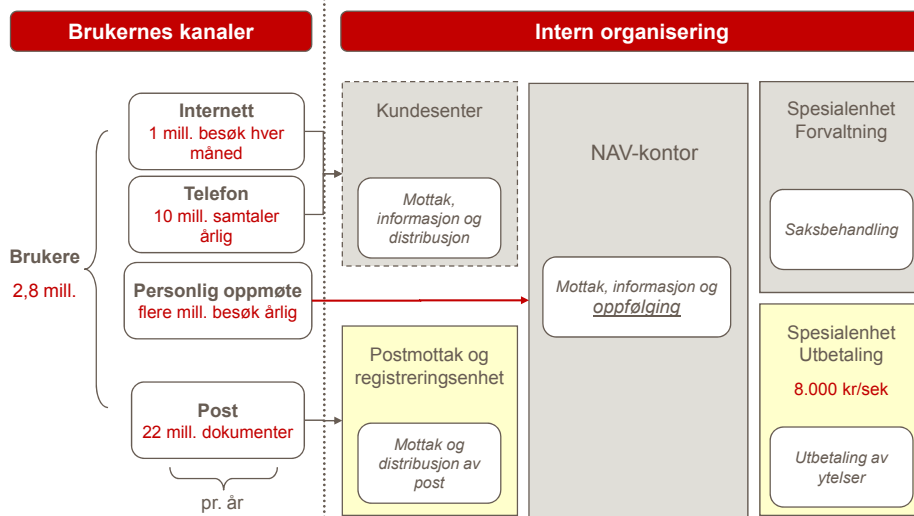 Brukernes kanaler
Intern organisering
Brukere
2,8 mill.
Internett
1 mill. besøk hver
måned
Telefon
10 mill. samtaler
årlig
Personlig oppmøte
flere mill. besøk årlig
Post
22 mill. dokumenter
pr. år
Kundesenter
Mottak,
informasjon og
distribusjon
Postmottak og
registreringsenhet
Mottak og
distribusjon av
post
NAV-kontor
Mottak, informasjon og
oppfølging
Spesialenhet
Forvaltning
Saksbehandling
Spesialenhet
Utbetaling
8.000 kr/sek
Utbetaling av
ytelser